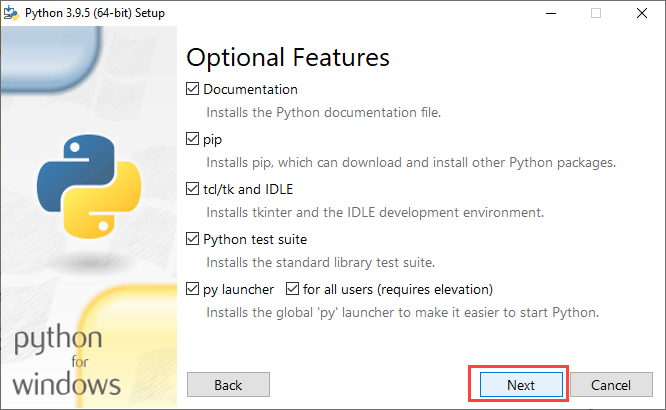 Python 3.9.5 (64-bit) Setup
Optional Features
Documentation
Installs the Python documentation file.
pip
Installs pip, which can download and install other Python packages.
tcl/tk and IDLE
Installs tkinter and the IDLE development environment.
Python test suite
Installs the standard library test suite.
py launcher for all users (requires elevation)
Installs the global 'py' launcher to make it easier to start Python.
python
for
windows
Back Next Cancel